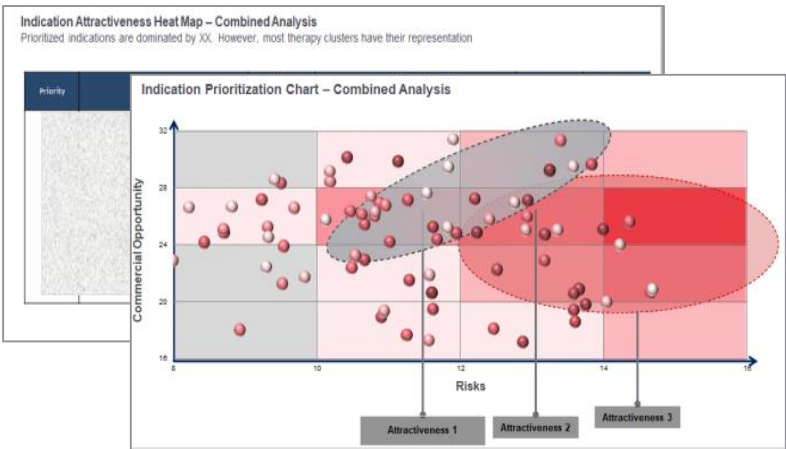 Indication Attractiveness Heat Map – Combined Analysis
Prioritized indications are dominated by XX. However, most therapy clusters have their representation
Priority
Indication Prioritization Chart – Combined Analysis
Commercial Opportunity
32
28
24
20
16
8
10
12
14
16
Risks
Attractiveness 1
Attractiveness 2
Attractiveness 3